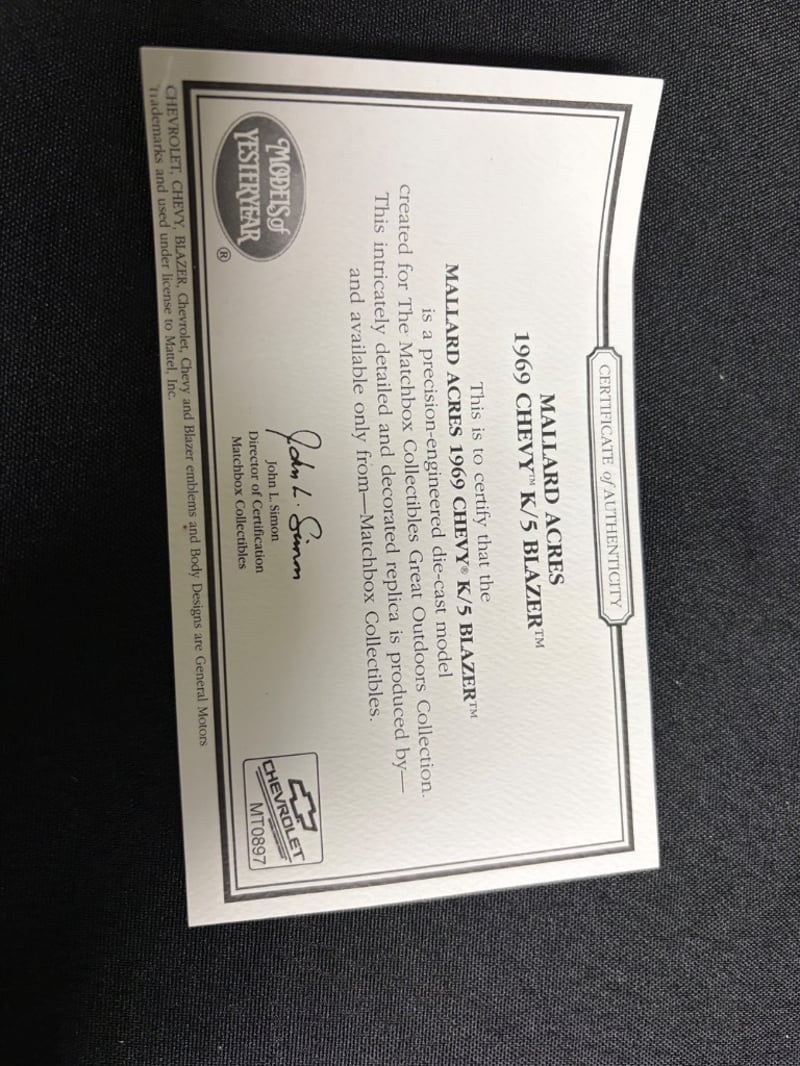 CERTIFICATE of AUTHENTICITY
MALLARD ACRES
1969 CHEVY™ K/5 BLAZER™
This is to certify that the
MALLARD ACRES 1969 CHEVY® K/5 BLAZER™
is a precision-engineered die-cast model
created for The Matchbox Collectibles Great Outdoors Collection.
This intricately detailed and decorated replica is produced by—
and available only from—Matchbox Collectibles.
John L. Simon
John L. Simon
Director of Certification
Matchbox Collectibles
MODELS of
YESTERYEAR
®
CHEVROLET
MT0897
CHEVROLET, CHEVY, BLAZER, Chevrolet, Chevy and Blazer emblems and Body Designs are General Motors
Trademarks and used under license to Mattel, Inc.